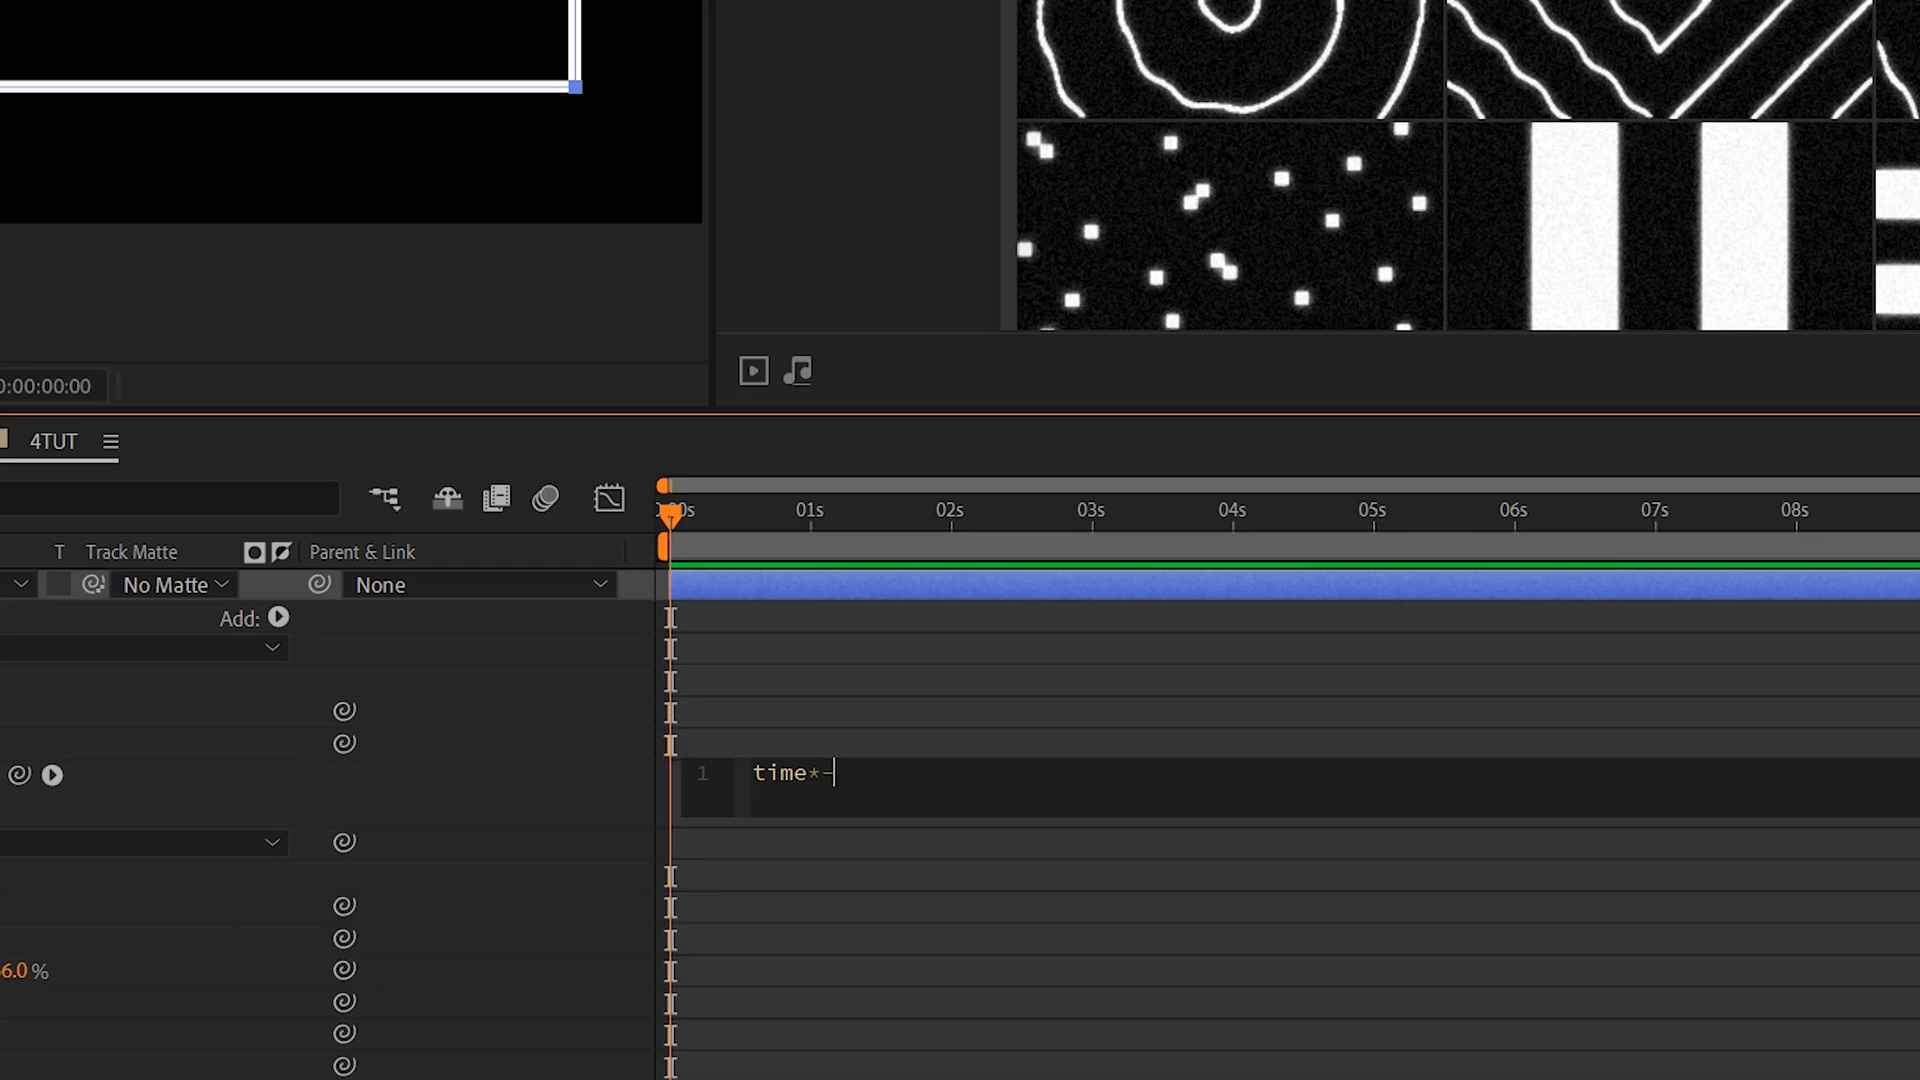 0:00:00:00
4TUT
01s 02s 03s 04s 05s 06s 07s 08s
T Track Matte Parent & Link
No Matte None
Add:
1 time*-
6.0 %